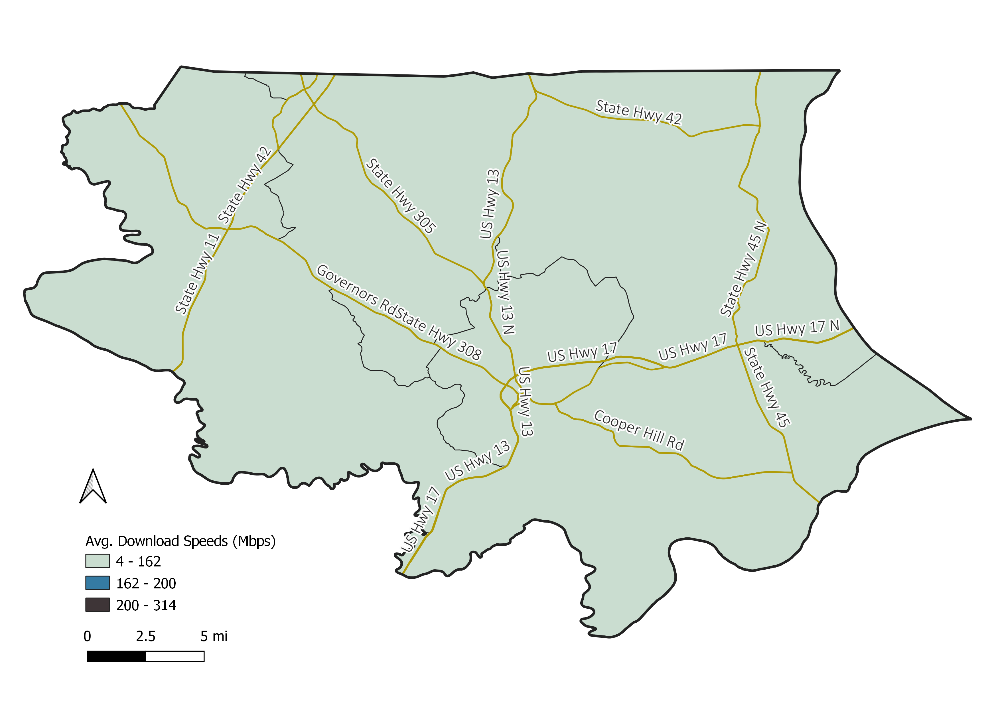 State Hwy 42
State Hwy 42
State Hwy 305
US Hwy 13
State Hwy 45 N
State Hwy 11
US Hwy 13 N
Governors Rd
State Hwy 308
US Hwy 17 N
US Hwy 17
US Hwy 17
State Hwy 45
US Hwy 13
Cooper Hill Rd
US Hwy 13
US Hwy 17
Avg. Download Speeds (Mbps)
4 - 162
162 - 200
200 - 314
0 2.5 5 mi